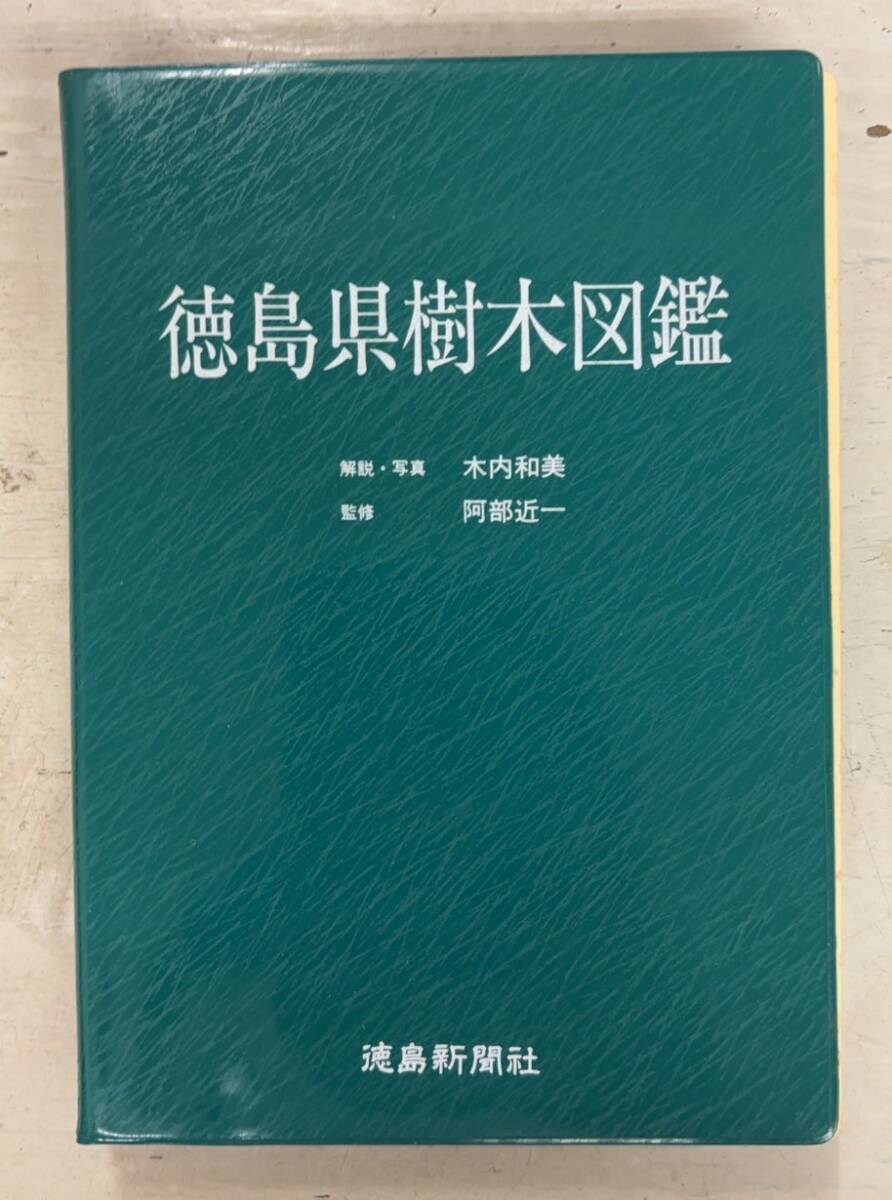 徳島県樹木図鑑
解説・写真 木内和美
監修 阿部近一
徳島新聞社